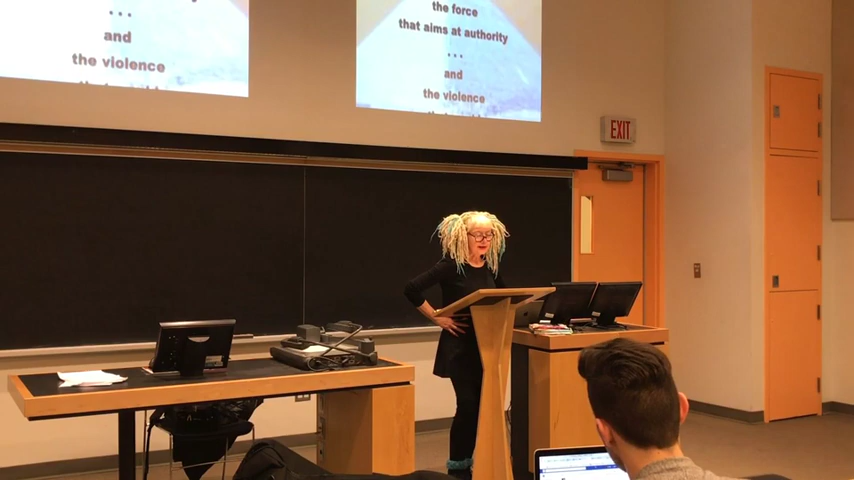 ...
and
the violence
the force
that aims at authority
...
and
the violence
EXIT